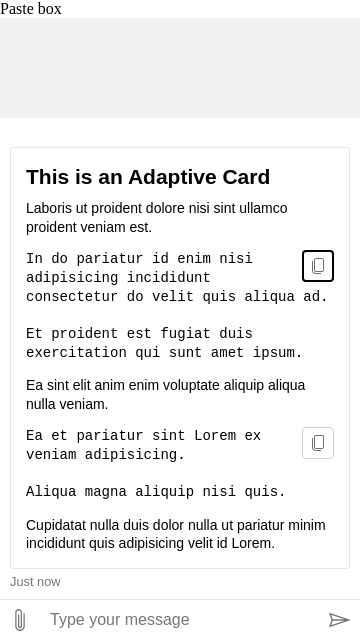 Paste box
This is an Adaptive Card
Laboris ut proident dolore nisi sint ullamco
proident veniam est.
In do pariatur id enim nisi
adipisicing incididunt
consectetur do velit quis aliqua ad.
Et proident est fugiat duis
exercitation qui sunt amet ipsum.
Ea sint elit anim enim voluptate aliquip aliqua
nulla veniam.
Ea et pariatur sint Lorem ex
veniam adipisicing.
Aliqua magna aliquip nisi quis.
Cupidatat nulla duis dolor nulla ut pariatur minim
incididunt quis adipisicing velit id Lorem.
Just now
Type your message